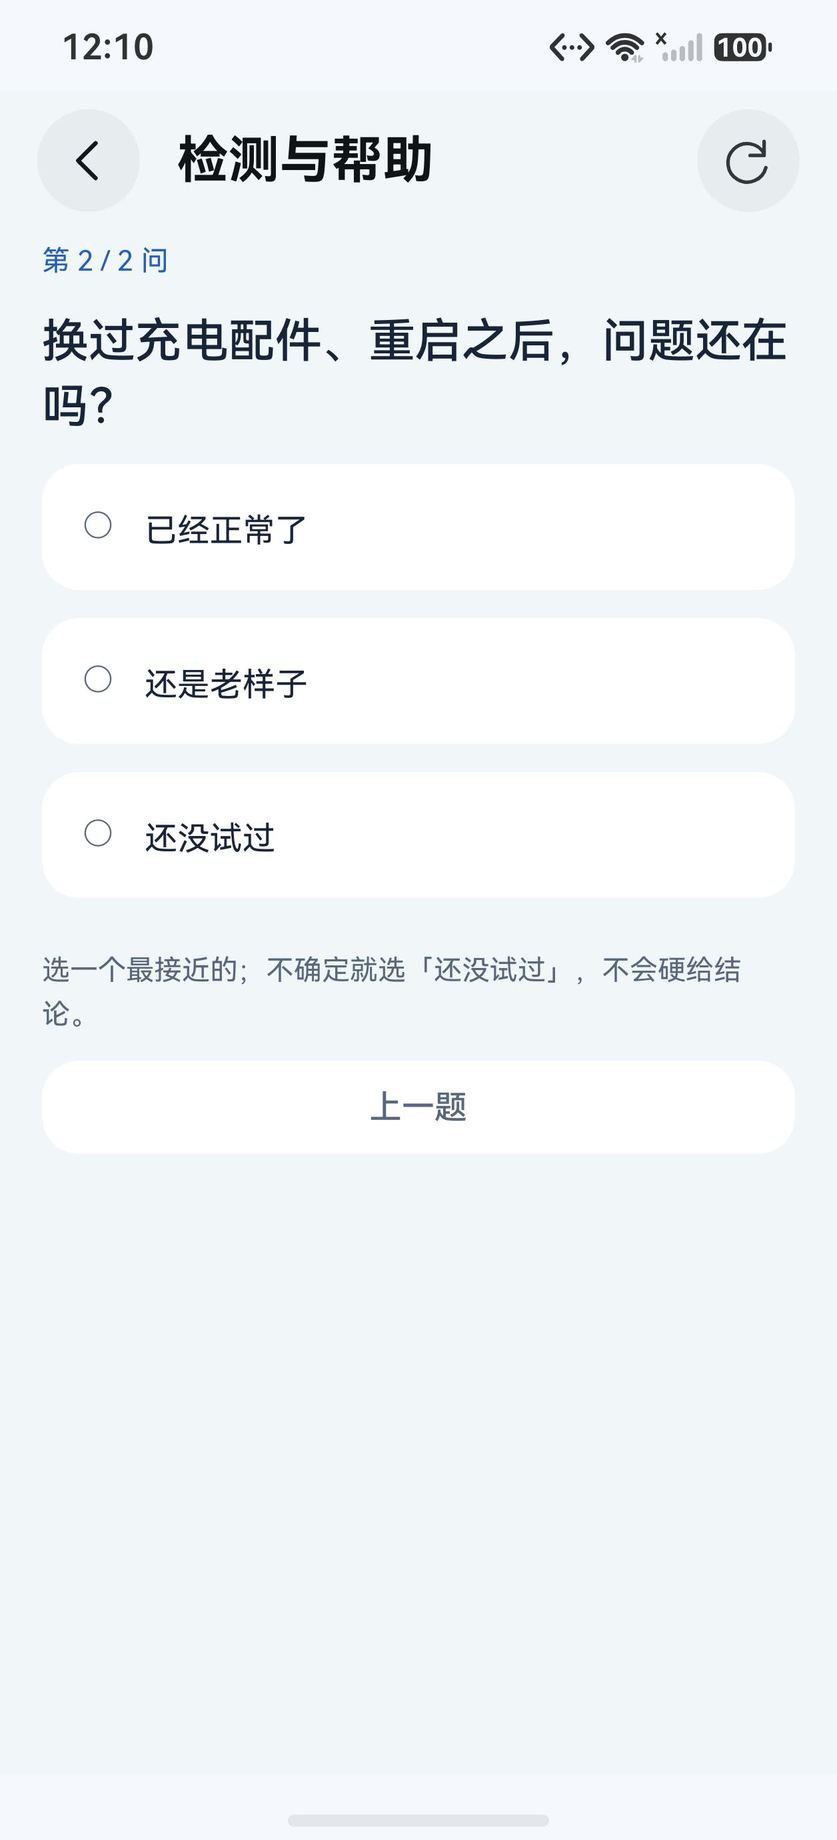 12:10
100
检测与帮助
第 2 / 2 问
换过充电配件、重启之后，问题还在
吗？
已经正常了
还是老样子
还没试过
选一个最接近的；不确定就选「还没试过」，不会硬给结
论。
上一题